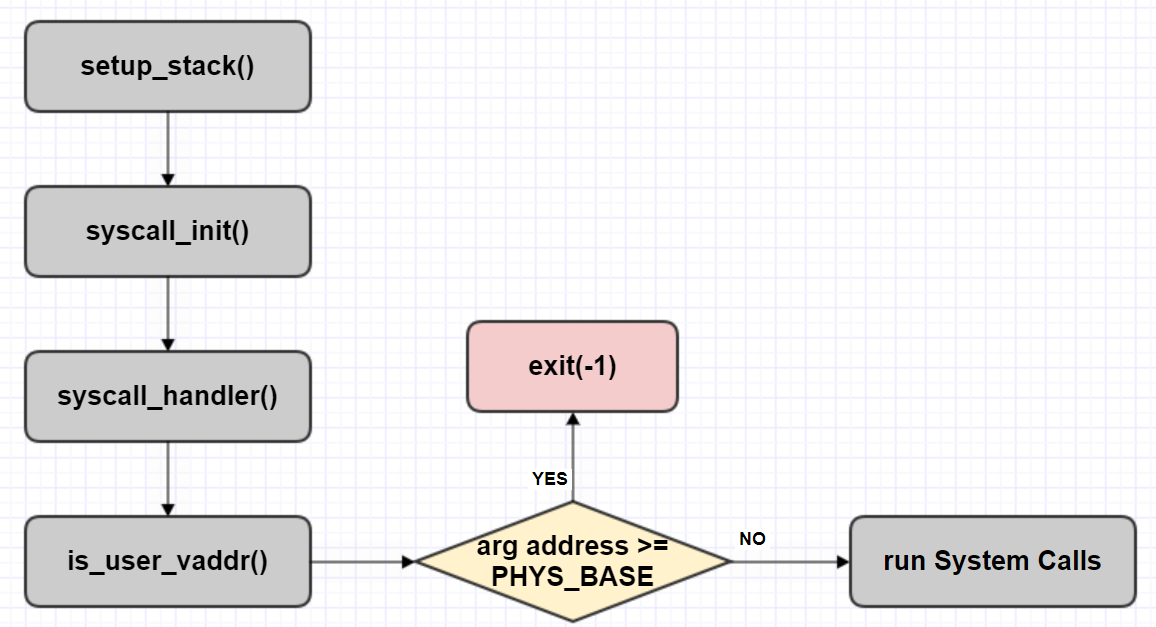 setup_stack()
syscall_init()
syscall_handler()
exit(-1)
YES
is_user_vaddr()
arg address >=
PHYS_BASE
NO
run System Calls